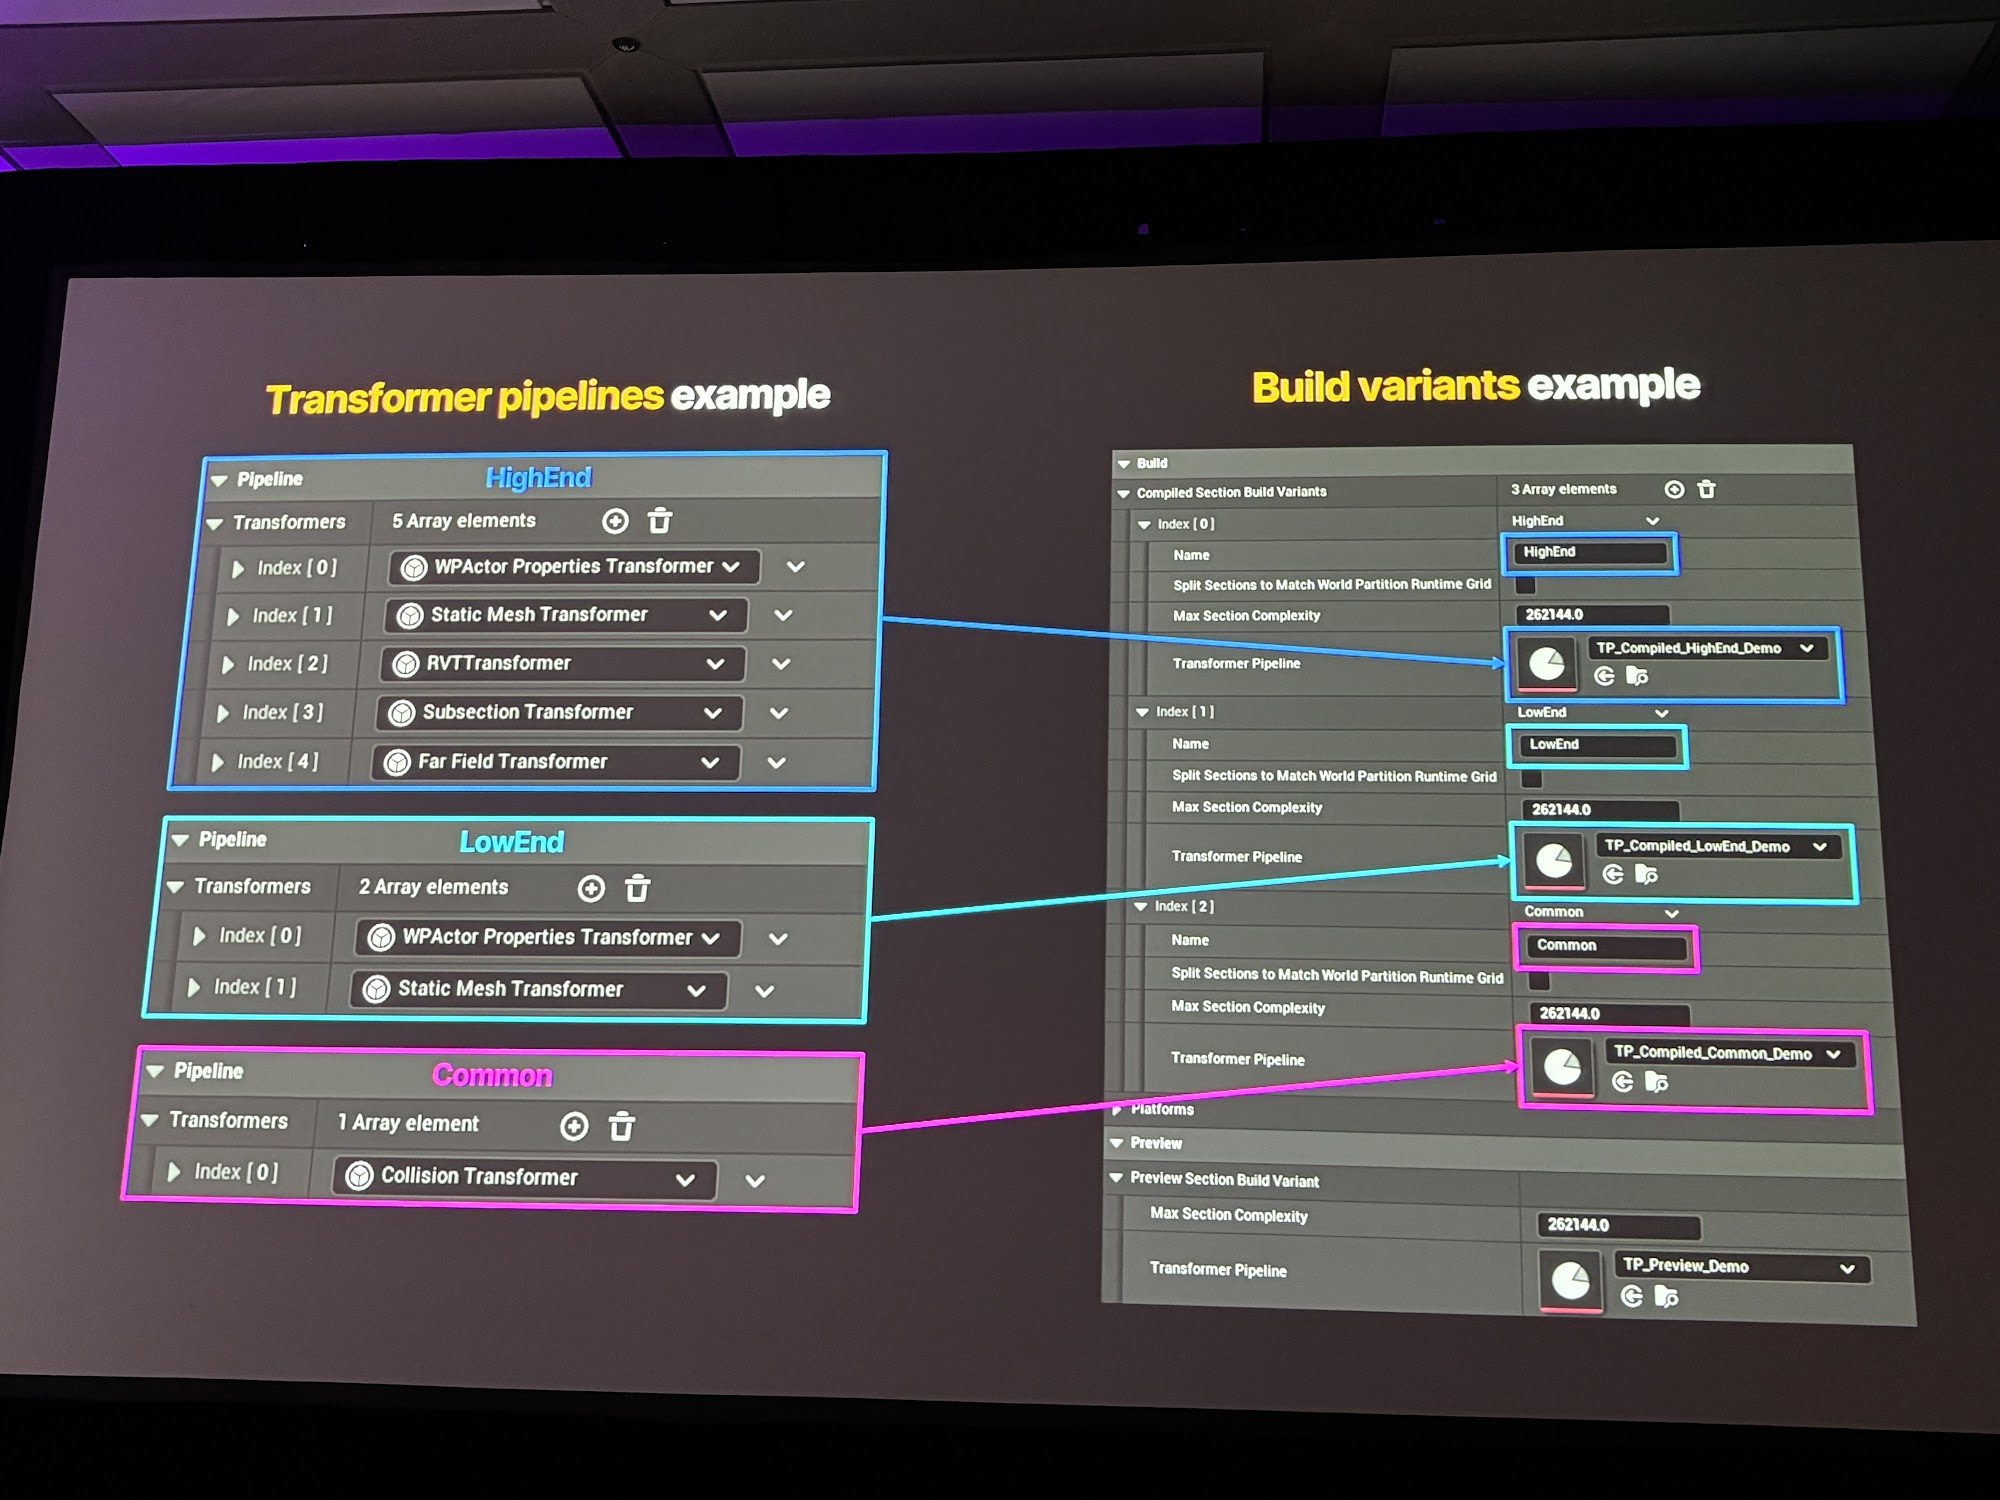 Transformer pipelines example
Pipeline HighEnd
Transformers 5 Array elements
Index [ 0 ] WPActor Properties Transformer
Index [ 1 ] Static Mesh Transformer
Index [ 2 ] RVTTransformer
Index [ 3 ] Subsection Transformer
Index [ 4 ] Far Field Transformer
Pipeline LowEnd
Transformers 2 Array elements
Index [ 0 ] WPActor Properties Transformer
Index [ 1 ] Static Mesh Transformer
Pipeline Common
Transformers 1 Array element
Index [ 0 ] Collision Transformer
Build variants example
Build
Compiled Section Build Variants 3 Array elements
Index [ 0 ] HighEnd
Name HighEnd
Split Sections to Match World Partition Runtime Grid
Max Section Complexity 262144.0
Transformer Pipeline TP_Compiled_HighEnd_Demo
Index [ 1 ] LowEnd
Name LowEnd
Split Sections to Match World Partition Runtime Grid
Max Section Complexity 262144.0
Transformer Pipeline TP_Compiled_LowEnd_Demo
Index [ 2 ] Common
Name Common
Split Sections to Match World Partition Runtime Grid
Max Section Complexity 262144.0
Transformer Pipeline TP_Compiled_Common_Demo
Platforms
Preview
Preview Section Build Variant
Max Section Complexity 262144.0
Transformer Pipeline TP_Preview_Demo